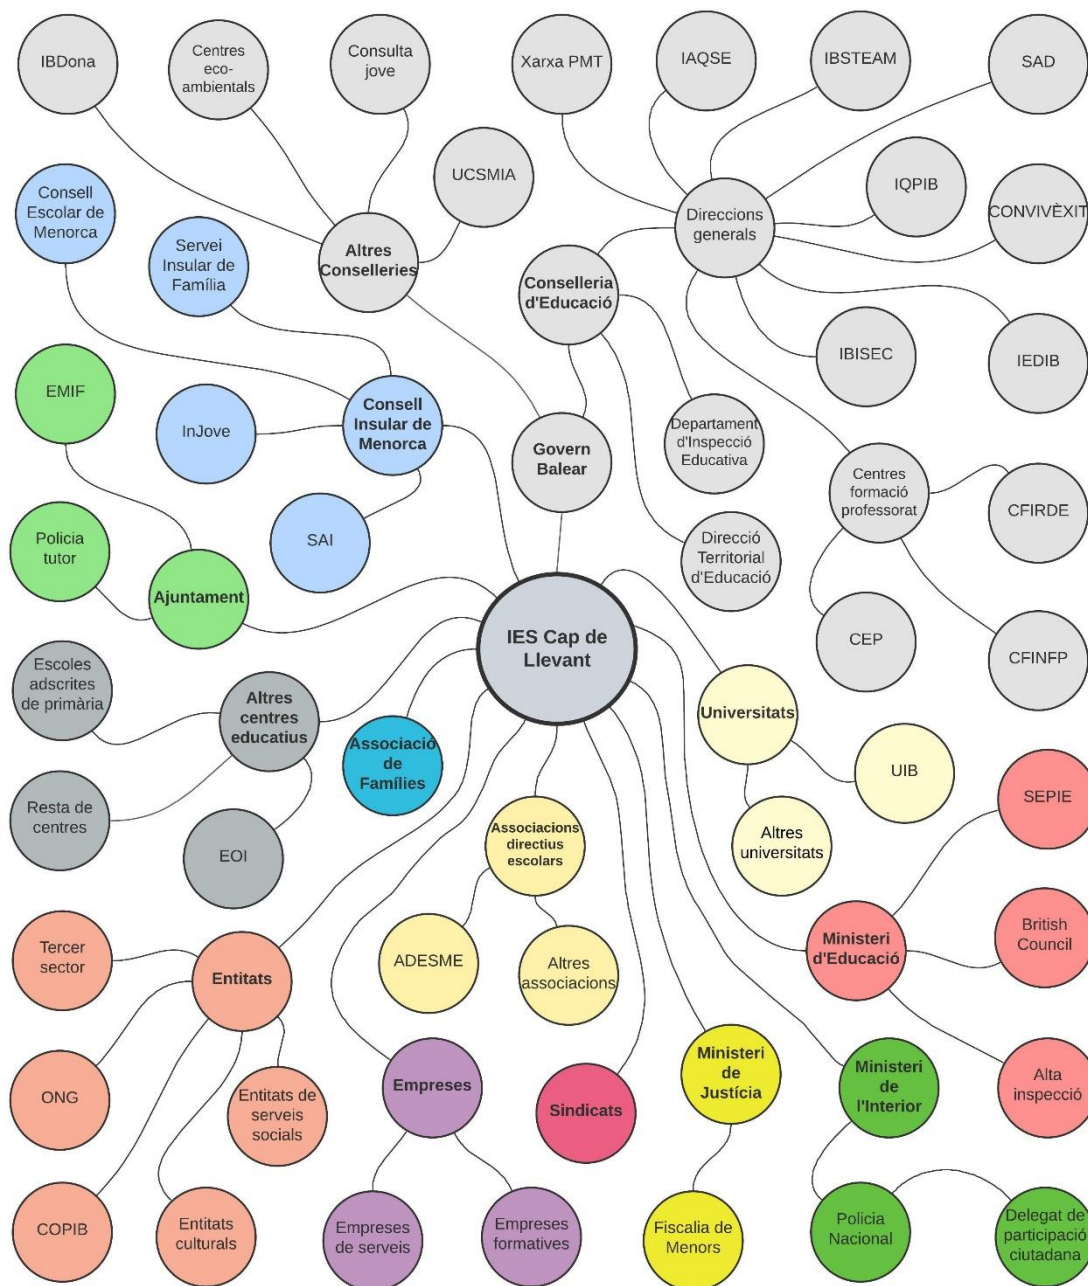 IBDona
Centres
eco-
ambientals
Consulta
jove
Xarxa PMT
IAQSE
IBSTEAM
SAD
UCSMIA
IQPIB
CONVIVÈXIT
Consell
Escolar de
Menorca
Servei
Insular de
Família
Altres
Conselleries
Direccions
generals
Conselleria
d'Educació
IBISEC
IEDIB
EMIF
InJove
Consell
Insular de
Menorca
Govern
Balear
Departament
d'Inspecció
Educativa
Centres
formació
professorat
CFIRDE
Policia
tutor
SAI
Direcció
Territorial
d'Educació
Ajuntament
IES Cap de
Llevant
CEP
CFINFP
Escoles
adscrites
de primària
Altres
centres
educatius
Universitats
Associació
de
Famílies
UIB
SEPIE
Resta de
centres
EOI
Associacions
directius
escolars
Altres
universitats
Tercer
sector
Entitats
ADESME
Altres
associacions
Ministeri
d'Educació
British
Council
ONG
Entitats de
serveis
socials
Empreses
Sindicats
Ministeri
de
Justícia
Ministeri
de
l'Interior
Alta
inspecció
COPIB
Entitats
culturals
Empreses
de serveis
Empreses
formatives
Fiscalia de
Menors
Policia
Nacional
Delegat de
participació
ciutadana